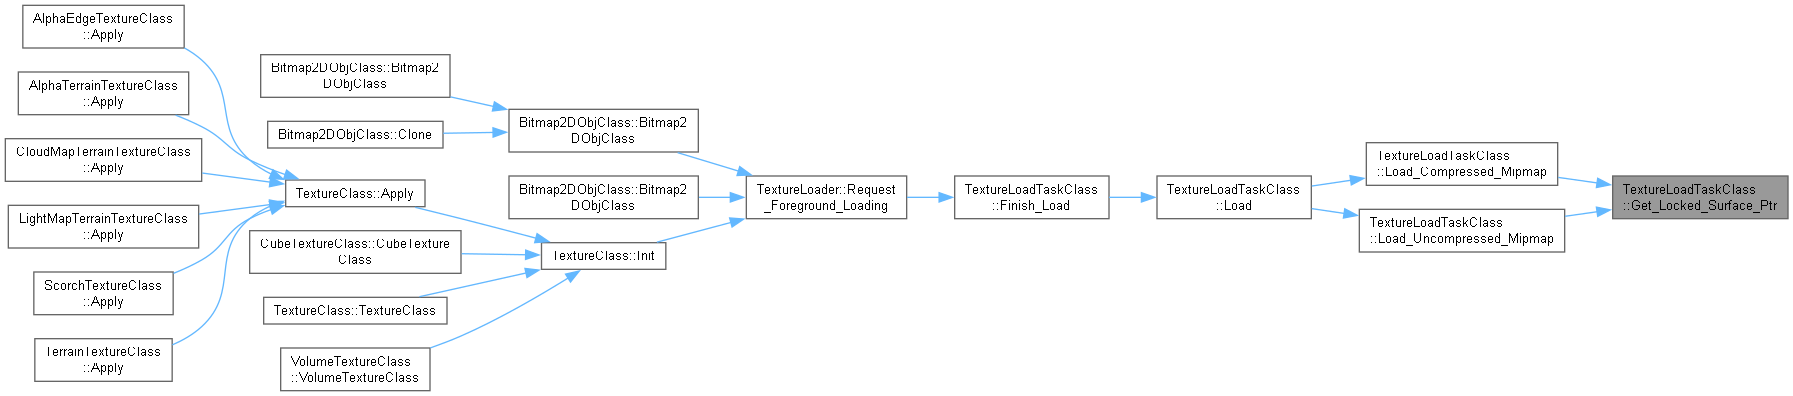 AlphaEdgeTextureClass
::Apply
AlphaTerrainTextureClass
::Apply
CloudMapTerrainTextureClass
::Apply
LightMapTerrainTextureClass
::Apply
ScorchTextureClass
::Apply
TerrainTextureClass
::Apply
Bitmap2DObjClass::Bitmap2
DObjClass
Bitmap2DObjClass::Clone
TextureClass::Apply
CubeTextureClass::CubeTexture
Class
TextureClass::TextureClass
VolumeTextureClass
::VolumeTextureClass
Bitmap2DObjClass::Bitmap2
DObjClass
Bitmap2DObjClass::Bitmap2
DObjClass
TextureClass::Init
TextureLoader::Request
_Foreground_Loading
TextureLoadTaskClass
::Finish_Load
TextureLoadTaskClass
::Load
TextureLoadTaskClass
::Load_Compressed_Mipmap
TextureLoadTaskClass
::Load_Uncompressed_Mipmap
TextureLoadTaskClass
::Get_Locked_Surface_Ptr